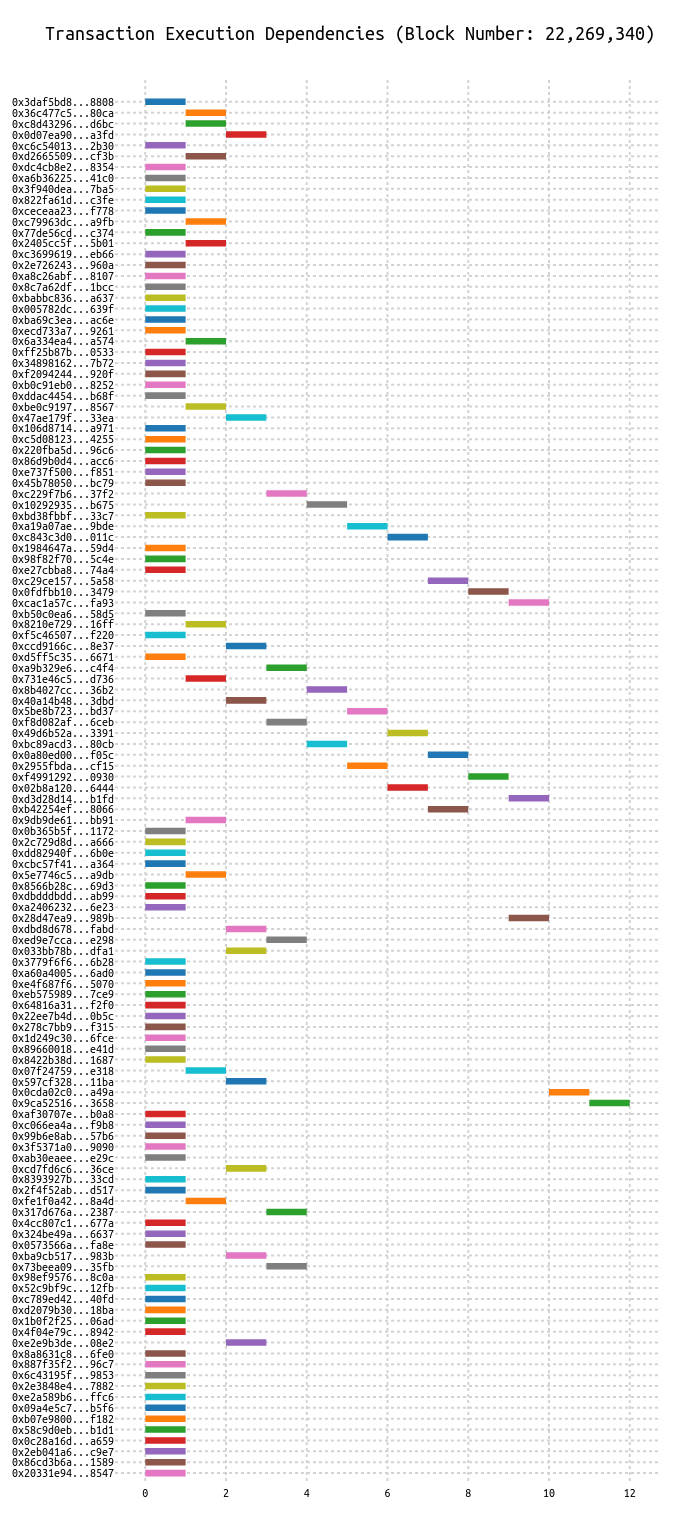 Transaction Execution Dependencies (Block Number: 22,269,340)
0x3daf5bd8...8808
0x36c477c5...80ca
0xc8d43296...d6bc
0x0d07ea90...a3fd
0xc6c54013...2b30
0xd2665509...cf3b
0xdc4cb8e2...8354
0xa6b36225...41c0
0x3f940dea...7ba5
0x822fa61d...c3fe
0xceceaa23...f778
0xc79963dc...a9fb
0x77de56cd...c374
0x2405cc5f...5b01
0xc3699619...eb66
0x2e726243...960a
0xa8c26abf...8107
0x8c7a62df...1bcc
0xbabbc836...a637
0x005782dc...639f
0xba69c3ea...ac6e
0xecd733a7...9261
0x6a334ea4...a574
0xff25b87b...0533
0x34898162...7b72
0xf2094244...920f
0xb0c91eb0...8252
0xddac4454...b68f
0xbe0c9197...8567
0x47ae179f...33ea
0x106d8714...a971
0xc5d08123...4255
0x220fba5d...96c6
0x86d9b0d4...acc6
0xe737f500...f851
0x45b78050...bc79
0xc229f7b6...37f2
0x10292935...b675
0xbd38fbbf...33c7
0xa19a07ae...9bde
0xc843c3d0...011c
0x1984647a...59d4
0x98f82f70...5c4e
0xe27cbba8...74a4
0xc29ce157...5a58
0x0fdfbb10...3479
0xcac1a57c...fa93
0xb50c0ea6...58d5
0x8210e729...16ff
0xf5c46507...f220
0xccd9166c...8e37
0xd5ff5c35...6671
0xa9b329e6...c4f4
0x731e46c5...d736
0x8b4027cc...36b2
0x40a14b48...3dbd
0x5be8b723...bd37
0xf8d082af...6ceb
0x49d6b52a...3391
0xbc89acd3...80cb
0x0a80ed00...f05c
0x2955fbda...cf15
0xf4991292...0930
0x02b8a120...6444
0xd3d28d14...b1fd
0xb42254ef...8066
0x9db9de61...bb91
0x0b365b5f...1172
0x2c729d8d...a666
0xdd82940f...6b0e
0xcbc57f41...a364
0x5e7746c5...a9db
0x8566b28c...69d3
0xdbdddbdd...ab99
0xa2406232...6e23
0x28d47ea9...989b
0xdbd8d678...fabd
0xed9e7cca...e298
0x033bb78b...dfa1
0x3779f6f6...6b28
0xa60a4005...6ad0
0xe4f687f6...5070
0xeb575989...7ce9
0x64816a31...f2f0
0x22ee7b4d...0b5c
0x278c7bb9...f315
0x1d249c30...6fce
0x89660018...e41d
0x8422b38d...1687
0x07f24759...e318
0x597cf328...11ba
0x0cda02c0...a49a
0x9ca52516...3658
0xaf30707e...b0a8
0xc066ea4a...f9b8
0x99b6e8ab...57b6
0x3f5371a0...9090
0xab30eaee...e29c
0xcd7fd6c6...36ce
0x8393927b...33cd
0x2f4f52ab...d517
0xfe1f0a42...8a4d
0x317d676a...2387
0x4cc807c1...677a
0x324be49a...6637
0x0573566a...fa8e
0xba9cb517...983b
0x73beea09...35fb
0x98ef9576...8c0a
0x52c9bf9c...12fb
0xc789ed42...40fd
0xd2079b30...18ba
0x1b0f2f25...06ad
0x4f04e79c...8942
0xe2e9b3de...08e2
0x8a8631c8...6fe0
0x887f35f2...96c7
0x6c43195f...9853
0x2e3848e4...7882
0xe2a589b6...ffc6
0x09a4e5c7...b5f6
0xb07e9800...f182
0x58c9d0eb...b1d1
0x0c28a16d...a659
0x2eb041a6...c9e7
0x86cd3b6a...1589
0x20331e94...8547
0 2 4 6 8 10 12